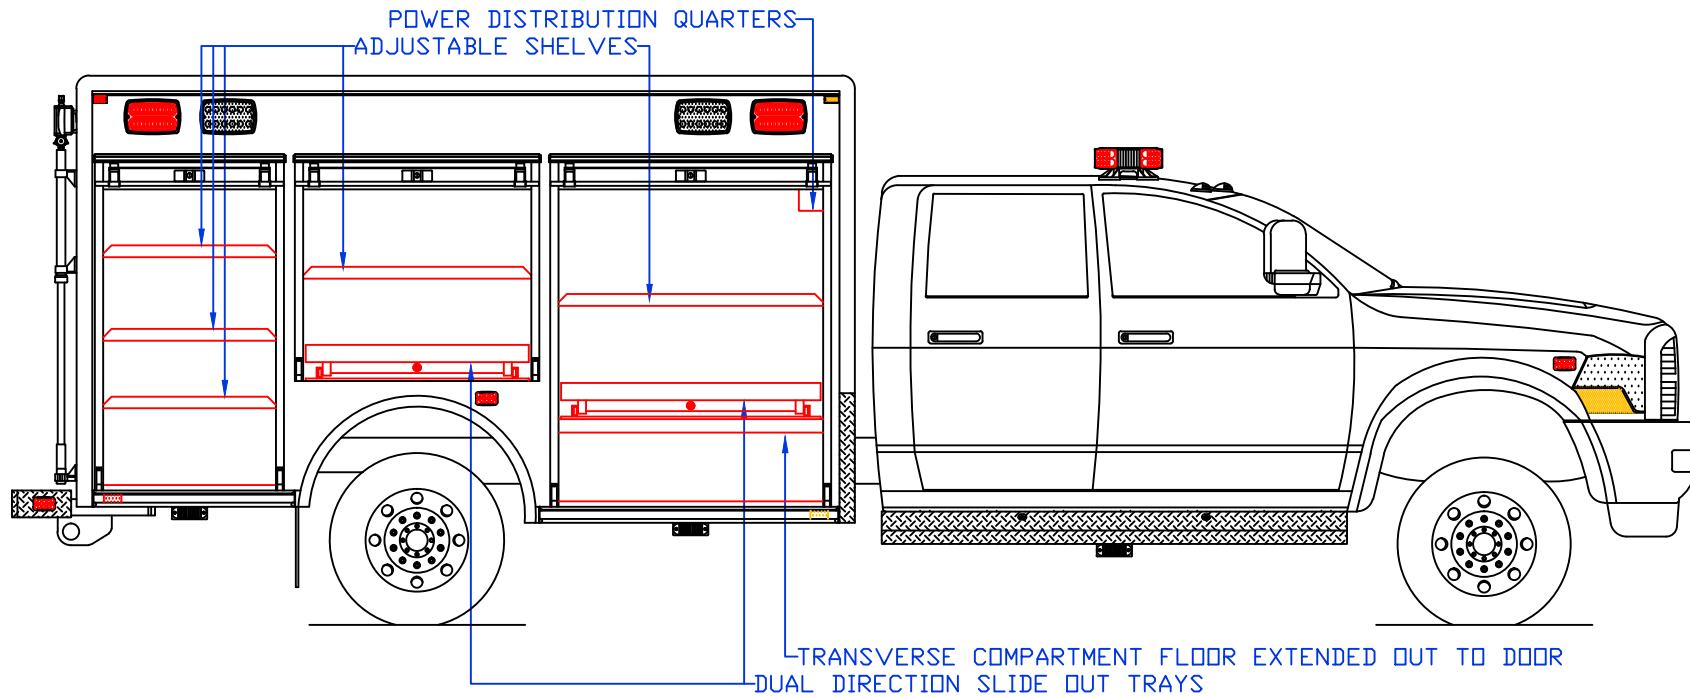 POWER DISTRIBUTION QUARTERS
ADJUSTABLE SHELVES
TRANSVERSE COMPARTMENT FLOOR EXTENDED OUT TO DOOR
DUAL DIRECTION SLIDE OUT TRAYS